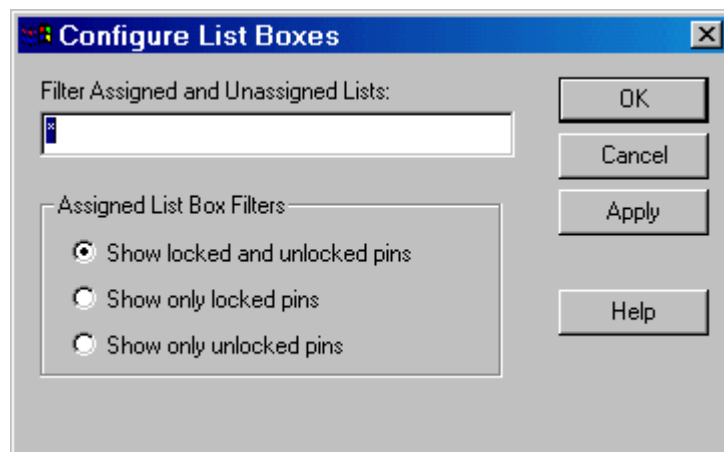 Configure List Boxes
Filter Assigned and Unassigned Lists:
*
Assigned List Box Filters
Show locked and unlocked pins
Show only locked pins
Show only unlocked pins
OK
Cancel
Apply
Help